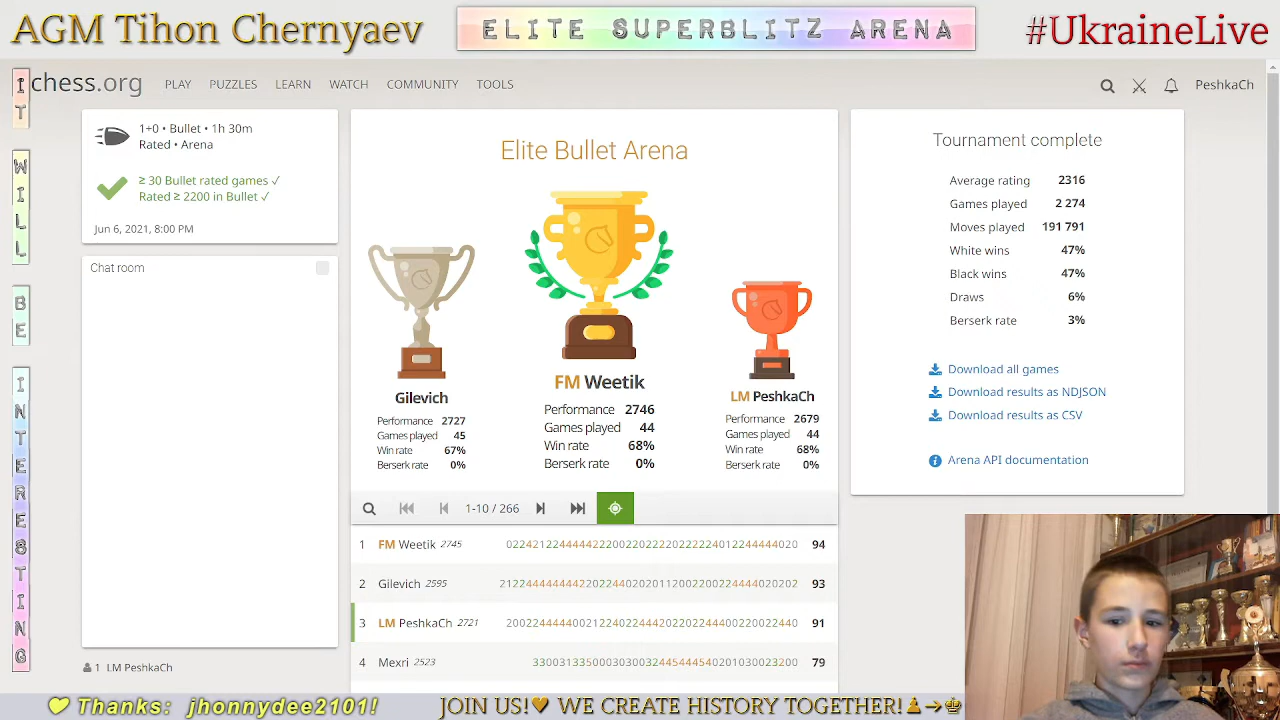 AGM Tihon Chernyaev
ELITE SUPERBLITZ ARENA
#UkraineLive
IT WILL BE INTERESTING
chess.org
PLAY PUZZLES LEARN WATCH COMMUNITY TOOLS
PeshkaCh
1+0 • Bullet • 1h 30m
Rated • Arena
≥ 30 Bullet rated games ✓
Rated ≥ 2200 in Bullet ✓
Jun 6, 2021, 8:00 PM
Chat room
1 LM PeshkaCh
Elite Bullet Arena
Gilevich
Performance 2727
Games played 45
Win rate 67%
Berserk rate 0%
FM Weetik
Performance 2746
Games played 44
Win rate 68%
Berserk rate 0%
LM PeshkaCh
Performance 2679
Games played 44
Win rate 68%
Berserk rate 0%
1-10 / 266
1 FM Weetik 2745 94
2 Gilevich 2595 93
3 LM PeshkaCh 2721 91
4 Mexri 2523 79
Tournament complete
Average rating 2316
Games played 2 274
Moves played 191 791
White wins 47%
Black wins 47%
Draws 6%
Berserk rate 3%
Download all games
Download results as NDJSON
Download results as CSV
Arena API documentation
Thanks: jhonnydee2101!
JOIN US!♥ WE CREATE HISTORY TOGETHER!♟→♚